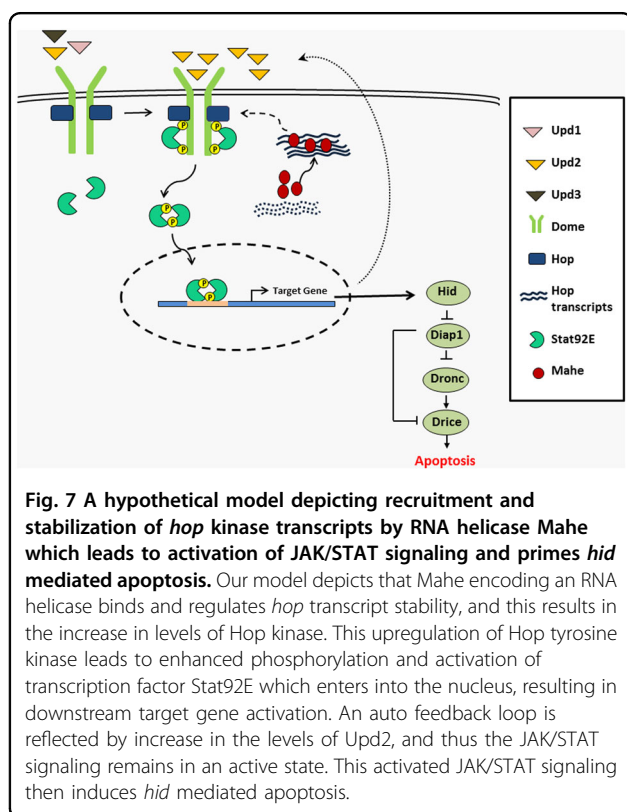 P
P
P
P
P
P
P
P
Target Gene
Hid
Diap1
Dronc
Drice
Apoptosis
Upd1
Upd2
Upd3
Dome
Hop
Hop
transcripts
Stat92E
Mahe
Fig. 7 A hypothetical model depicting recruitment and
stabilization of hop kinase transcripts by RNA helicase Mahe
which leads to activation of JAK/STAT signaling and primes hid
mediated apoptosis. Our model depicts that Mahe encoding an RNA
helicase binds and regulates hop transcript stability, and this results in
the increase in levels of Hop kinase. This upregulation of Hop tyrosine
kinase leads to enhanced phosphorylation and activation of
transcription factor Stat92E which enters into the nucleus, resulting in
downstream target gene activation. An auto feedback loop is
reflected by increase in the levels of Upd2, and thus the JAK/STAT
signaling remains in an active state. This activated JAK/STAT signaling
then induces hid mediated apoptosis.